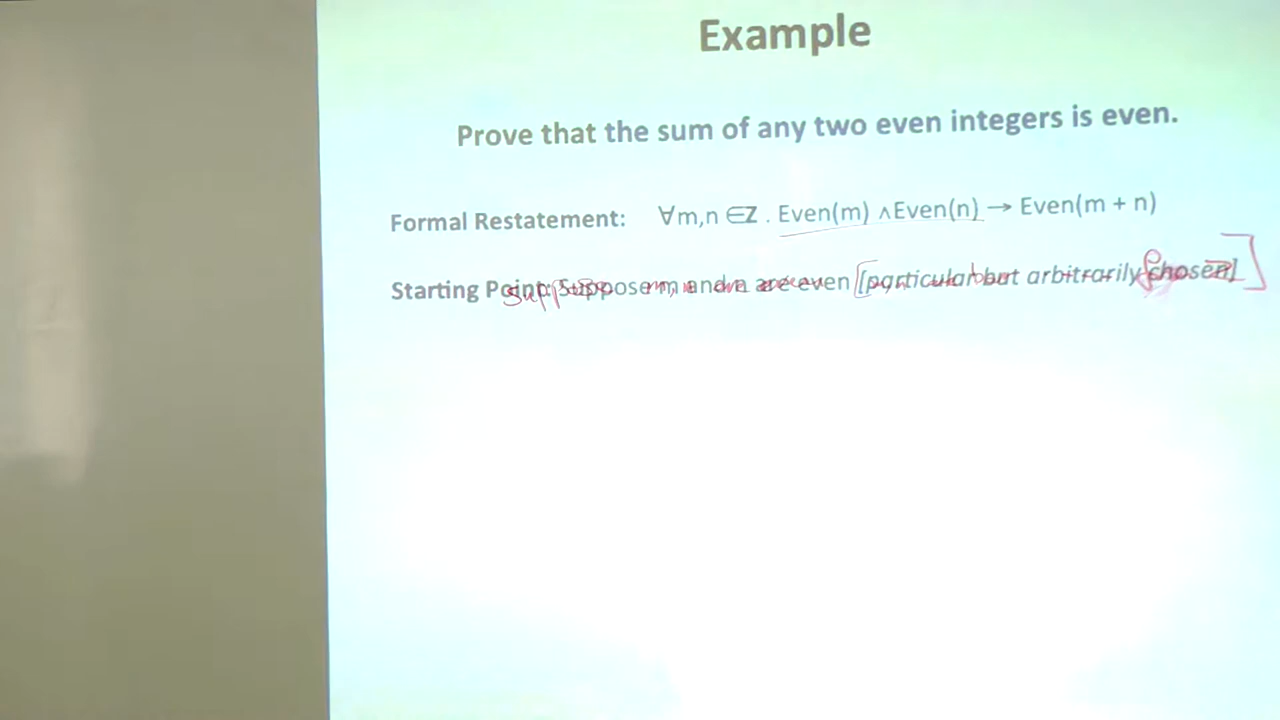 Example
Prove that the sum of any two even integers is even.
Formal Restatement: ∀m,n ∈Z . Even(m) ∧Even(n) → Even(m + n)
Starting Point: Suppose m and n are even [particular but arbitrarily chosen]